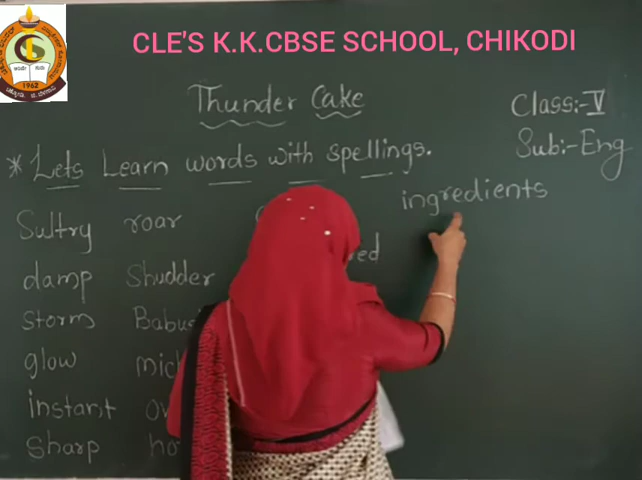 CLE'S K.K.CBSE SCHOOL, CHIKODI
1962
Thunder Cake
Class:- V
Sub:- Eng
* Lets Learn words with spellings.
Sultry roar ingredients
damp Shudder
Storm
glow
instant
Sharp